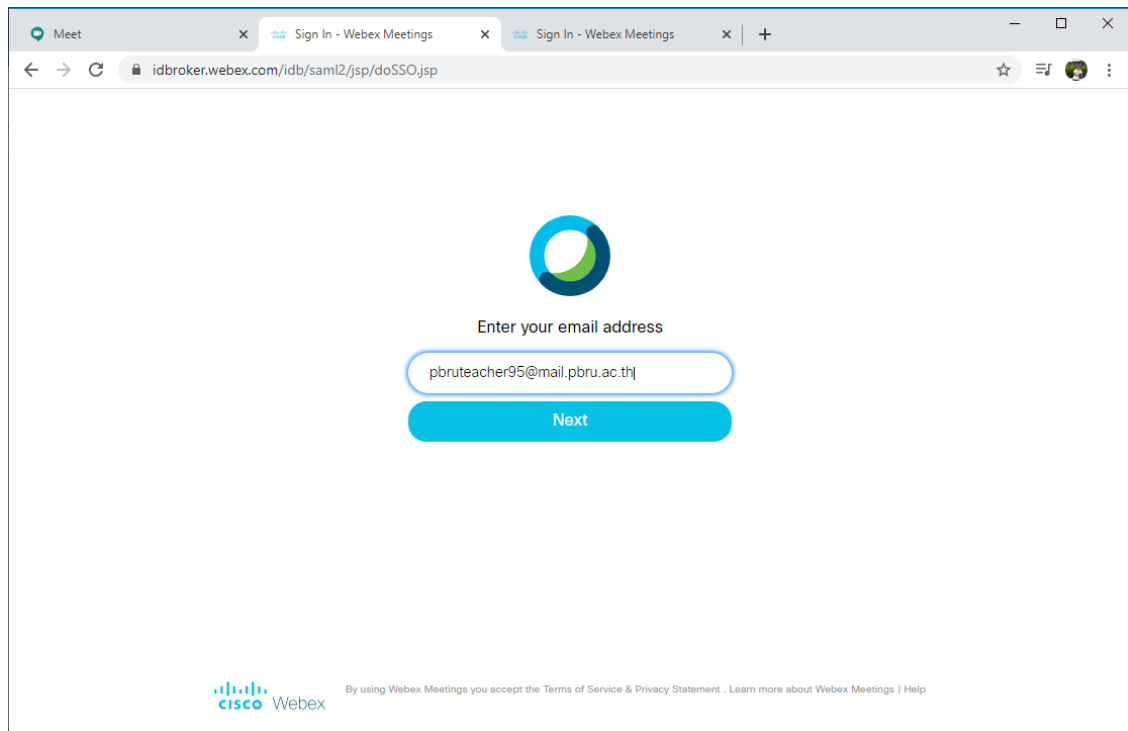 Meet
Sign In - Webex Meetings
Sign In - Webex Meetings
idbroker.webex.com/idb/saml2/jsp/doSSO.jsp
Enter your email address
pbruteacher95@mail.pbru.ac.th
Next
cisco Webex
By using Webex Meetings you accept the Terms of Service & Privacy Statement . Learn more about Webex Meetings | Help